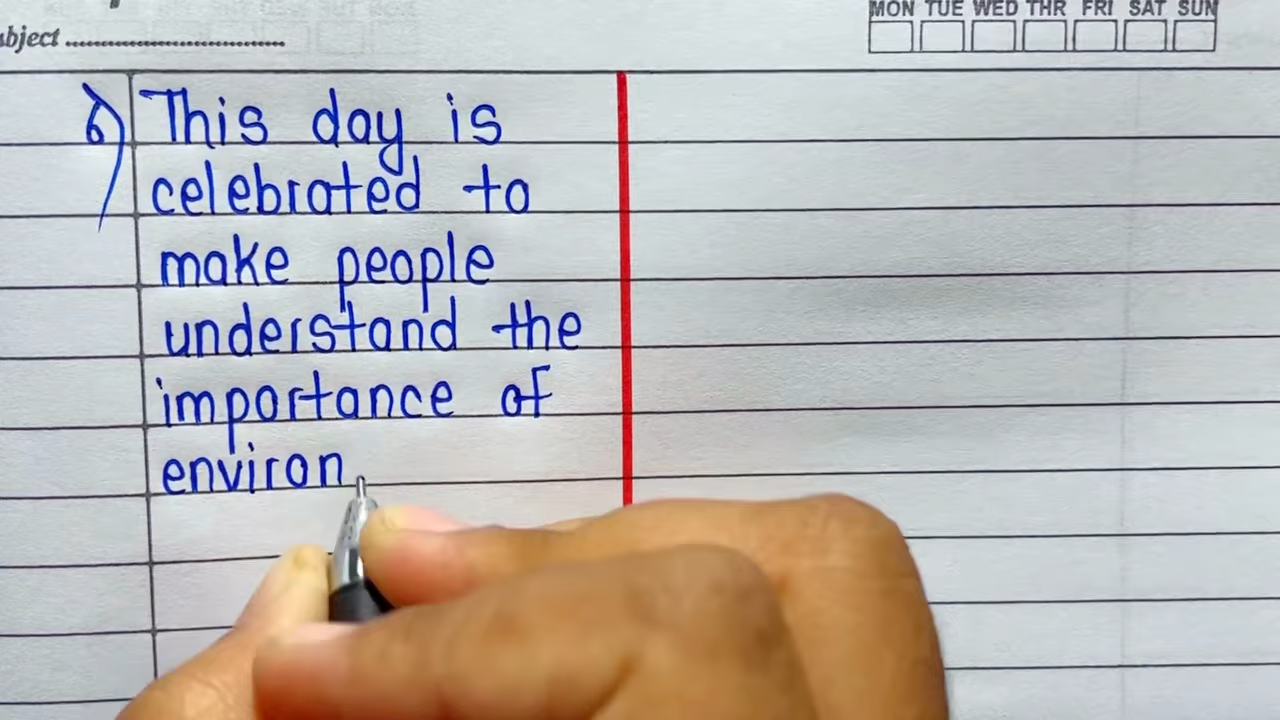 bject ................................
MON TUE WED THR FRI SAT SUN
6) This day is
celebrated to
make people
understand the
importance of
environ